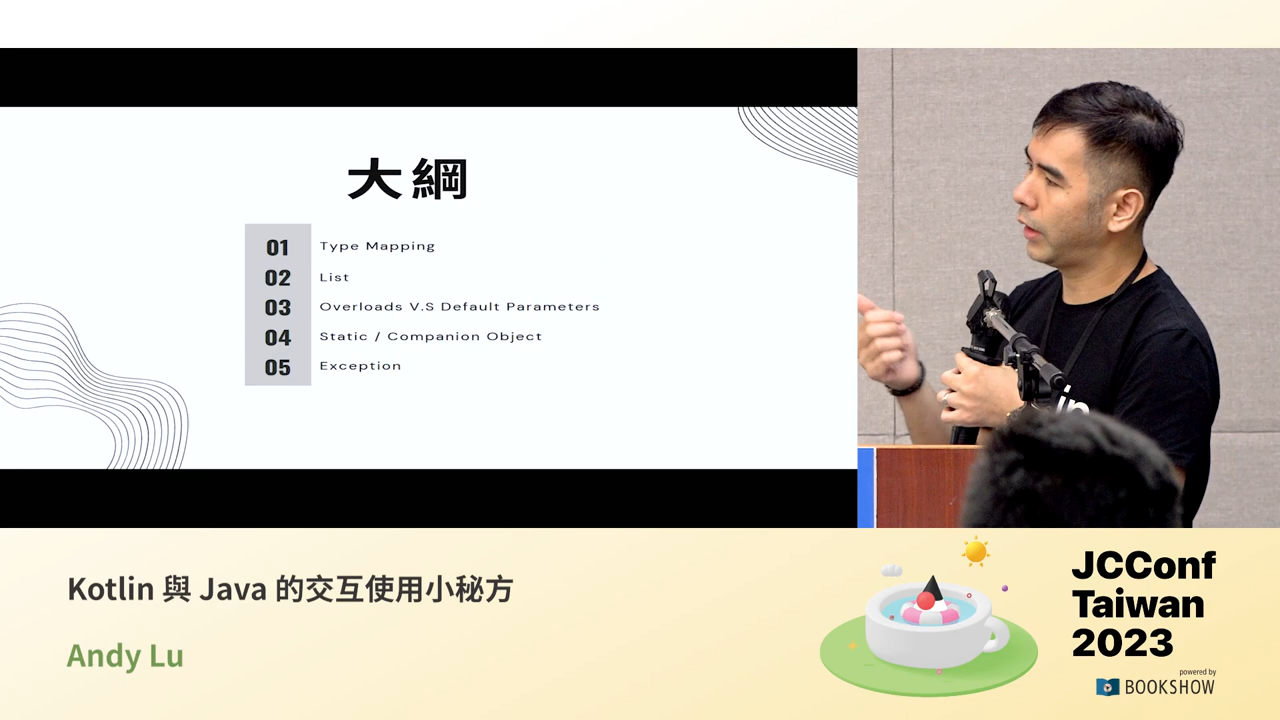 大綱
01 Type Mapping
02 List
03 Overloads V.S Default Parameters
04 Static / Companion Object
05 Exception
in
Kotlin 與 Java 的交互使用小秘方
Andy Lu
JCConf
Taiwan
2023
powered by
BOOKSHOW